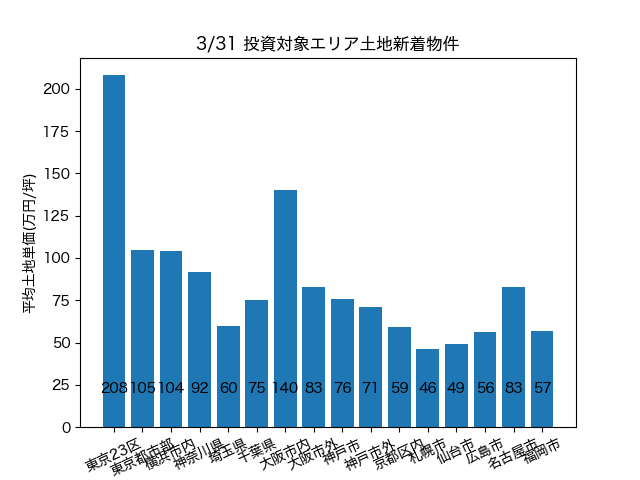 3/31 投資対象エリア土地新着物件
平均土地単価(万円/坪)
200
175
150
125
100
75
50
25
0
208 105 104 92 60 75 140 83 76 71 59 46 49 56 83 57
東京23区
東京都市部
横浜市内
神奈川県
埼玉県
千葉県
大阪市内
大阪市外
神戸市
神戸市外
京都区内
札幌市
仙台市
広島市
名古屋市
福岡市